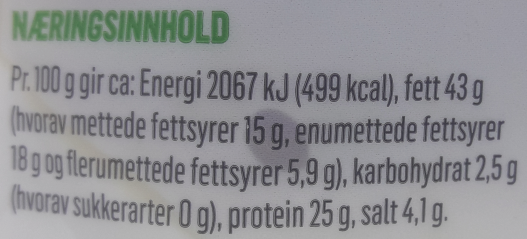 NÆRINGSINNHOLD
Pr. 100 g gir ca: Energi 2067 kJ (499 kcal), fett 43 g
(hvorav mettede fettsyrer 15 g, enumettede fettsyrer
18 g og flerumettede fettsyrer 5,9 g), karbohydrat 2,5 g
(hvorav sukkerarter 0 g), protein 25 g, salt 4,1 g.